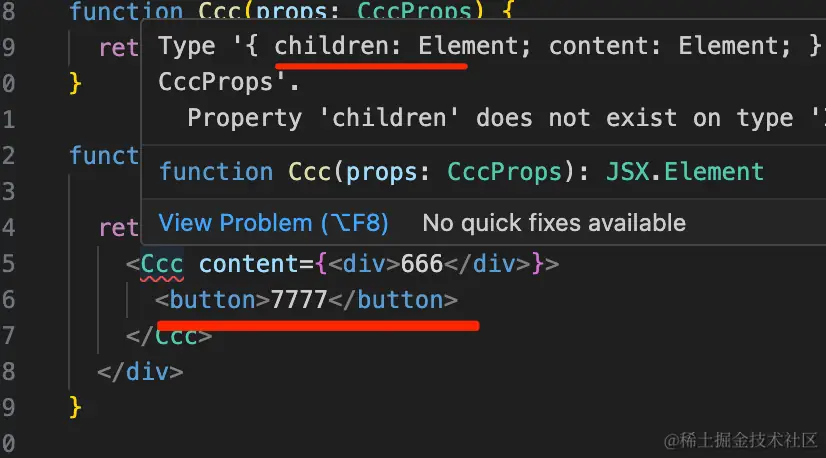 8 function Ccc(props: CccProps) {
9 ret
Type '{ children: Element; content: Element; }
CccProps'.
Property 'children' does not exist on type '
function Ccc(props: CccProps): JSX.Element
View Problem (⌥F8) No quick fixes available
0 }
1
2 funct
3
4 ret
5 <Ccc content={<div>666</div>}>
6 <button>7777</button>
7 </Ccc>
8 </div>
9 }
0
@稀土掘金技术社区